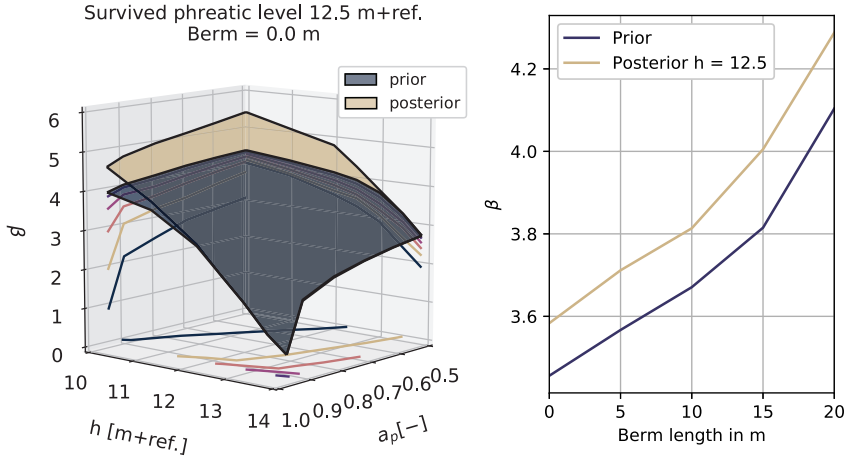 Survived phreatic level 12.5 m+ref.
Berm = 0.0 m
prior
posterior
6
5
4
3
2
1
0
β
10
11
12
13
14
h [m+ref.]
1.0
0.9
0.8
0.7
0.6
0.5
aₚ[−]
Prior
Posterior h = 12.5
4.2
4.0
3.8
3.6
β
0 5 10 15 20
Berm length in m